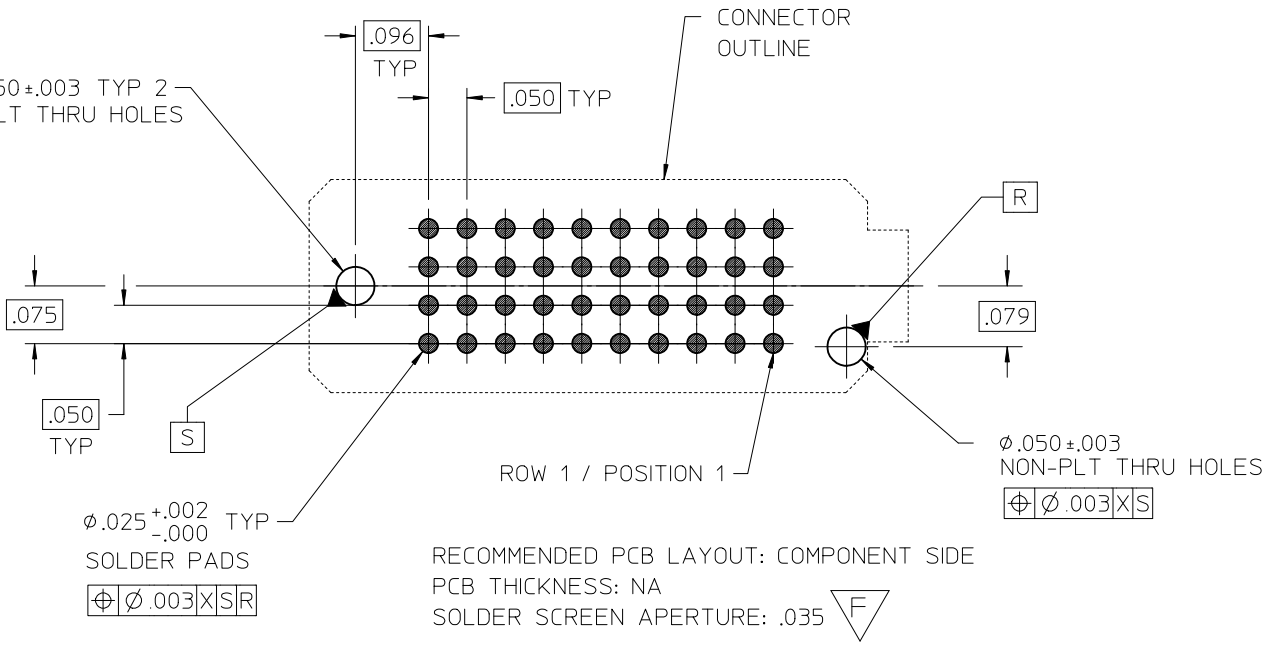 .096
TYP
CONNECTOR
OUTLINE
50±.003 TYP 2
LT THRU HOLES
.050 TYP
R
.075
.079
.050
TYP
S
ROW 1 / POSITION 1
⌀.050±.003
NON-PLT THRU HOLES
⌖ ⌀.003 X S
⌀.025 +.002 -.000 TYP
SOLDER PADS
⌖ ⌀.003 X S R
RECOMMENDED PCB LAYOUT: COMPONENT SIDE
PCB THICKNESS: NA
SOLDER SCREEN APERTURE: .035
F